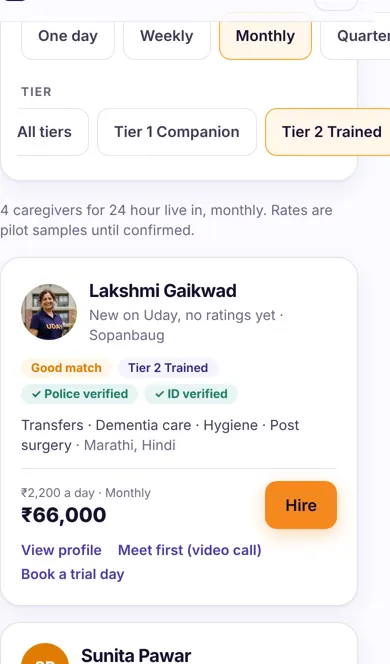 One day Weekly Monthly Quarter
TIER
All tiers Tier 1 Companion Tier 2 Trained
4 caregivers for 24 hour live in, monthly. Rates are
pilot samples until confirmed.
Lakshmi Gaikwad
New on Uday, no ratings yet ·
Sopanbaug
UDAY
Good match Tier 2 Trained
✓ Police verified ✓ ID verified
Transfers · Dementia care · Hygiene · Post
surgery · Marathi, Hindi
₹2,200 a day · Monthly
₹66,000
Hire
View profile Meet first (video call)
Book a trial day
Sunita Pawar